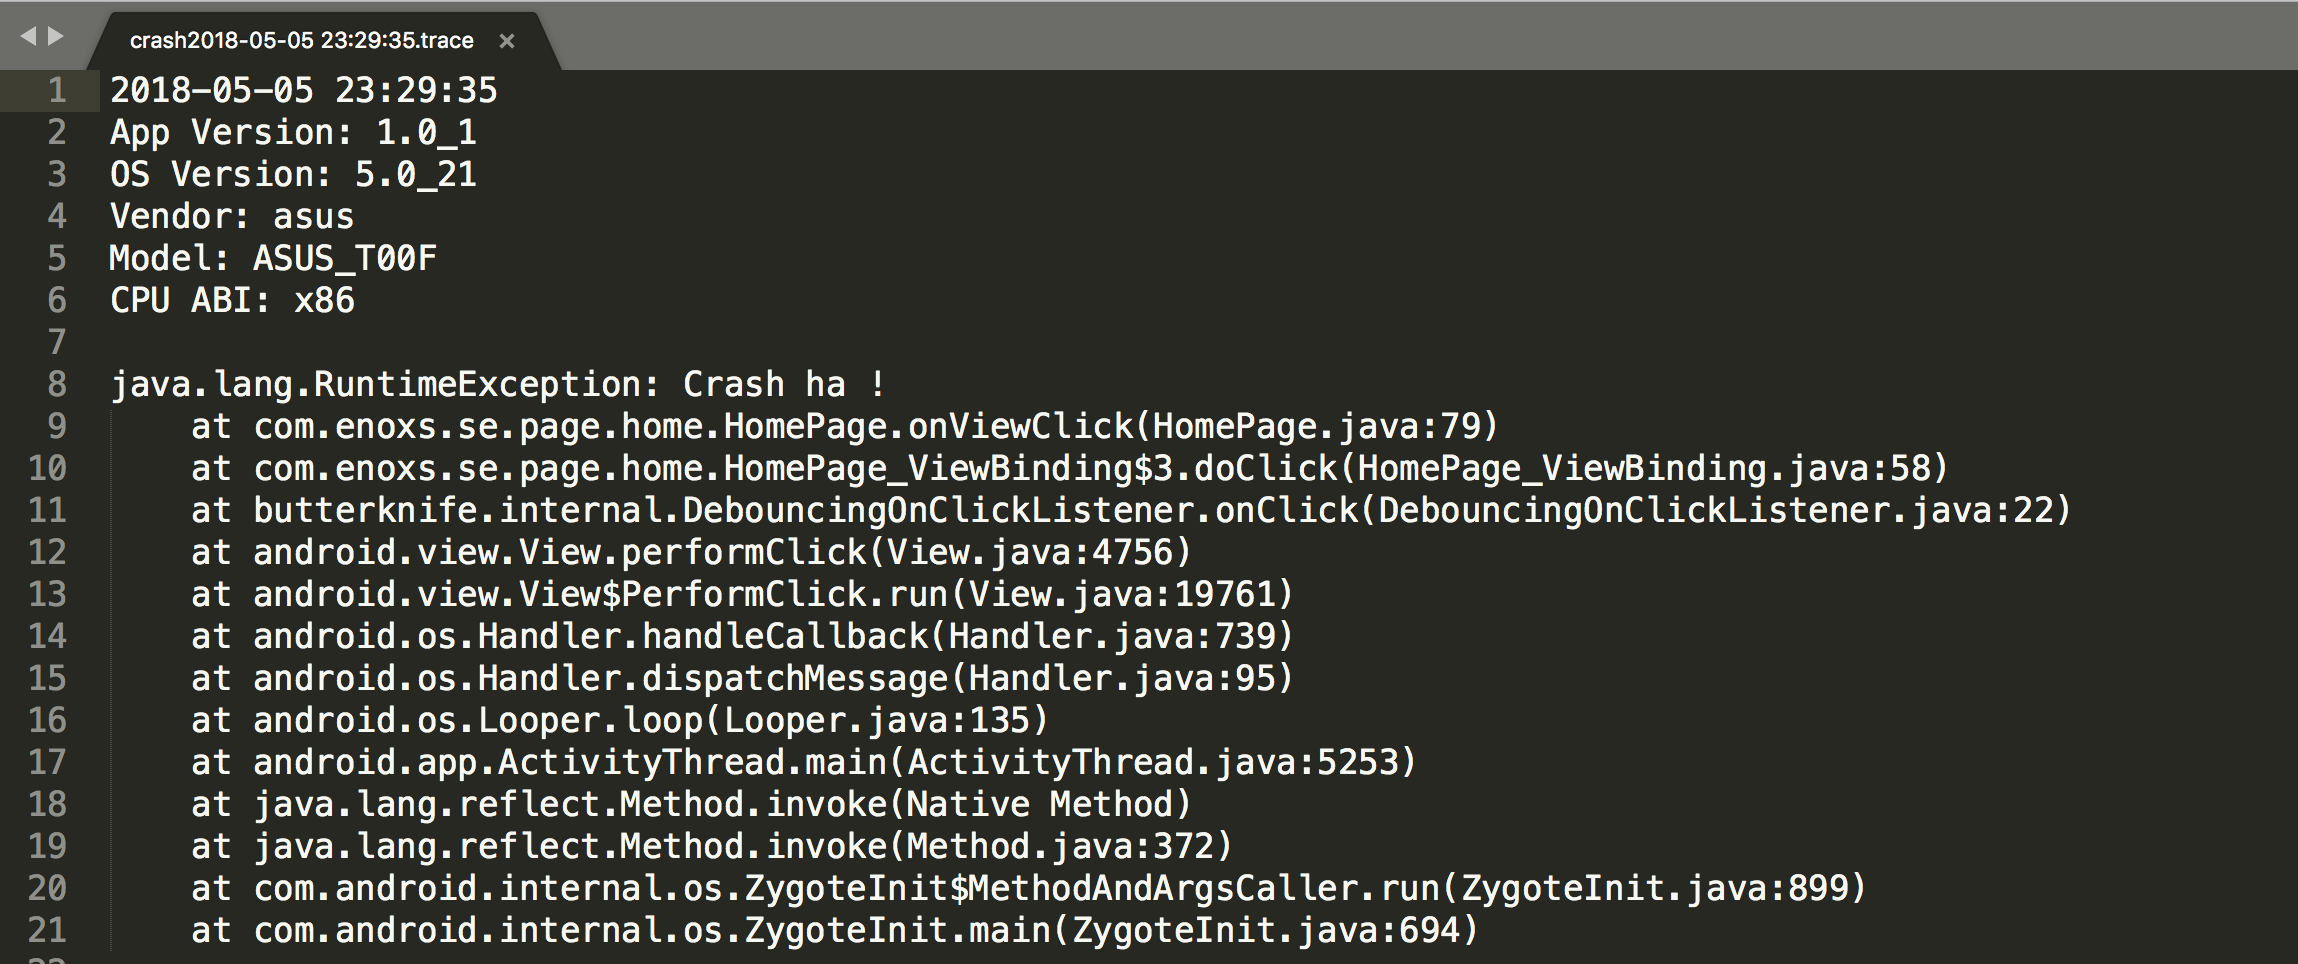 crash2018-05-05 23:29:35.trace ×
1 2018-05-05 23:29:35
2 App Version: 1.0_1
3 OS Version: 5.0_21
4 Vendor: asus
5 Model: ASUS_T00F
6 CPU ABI: x86
7
8 java.lang.RuntimeException: Crash ha !
9 at com.enoxs.se.page.home.HomePage.onViewClick(HomePage.java:79)
10 at com.enoxs.se.page.home.HomePage_ViewBinding$3.doClick(HomePage_ViewBinding.java:58)
11 at butterknife.internal.DebouncingOnClickListener.onClick(DebouncingOnClickListener.java:22)
12 at android.view.View.performClick(View.java:4756)
13 at android.view.View$PerformClick.run(View.java:19761)
14 at android.os.Handler.handleCallback(Handler.java:739)
15 at android.os.Handler.dispatchMessage(Handler.java:95)
16 at android.os.Looper.loop(Looper.java:135)
17 at android.app.ActivityThread.main(ActivityThread.java:5253)
18 at java.lang.reflect.Method.invoke(Native Method)
19 at java.lang.reflect.Method.invoke(Method.java:372)
20 at com.android.internal.os.ZygoteInit$MethodAndArgsCaller.run(ZygoteInit.java:899)
21 at com.android.internal.os.ZygoteInit.main(ZygoteInit.java:694)